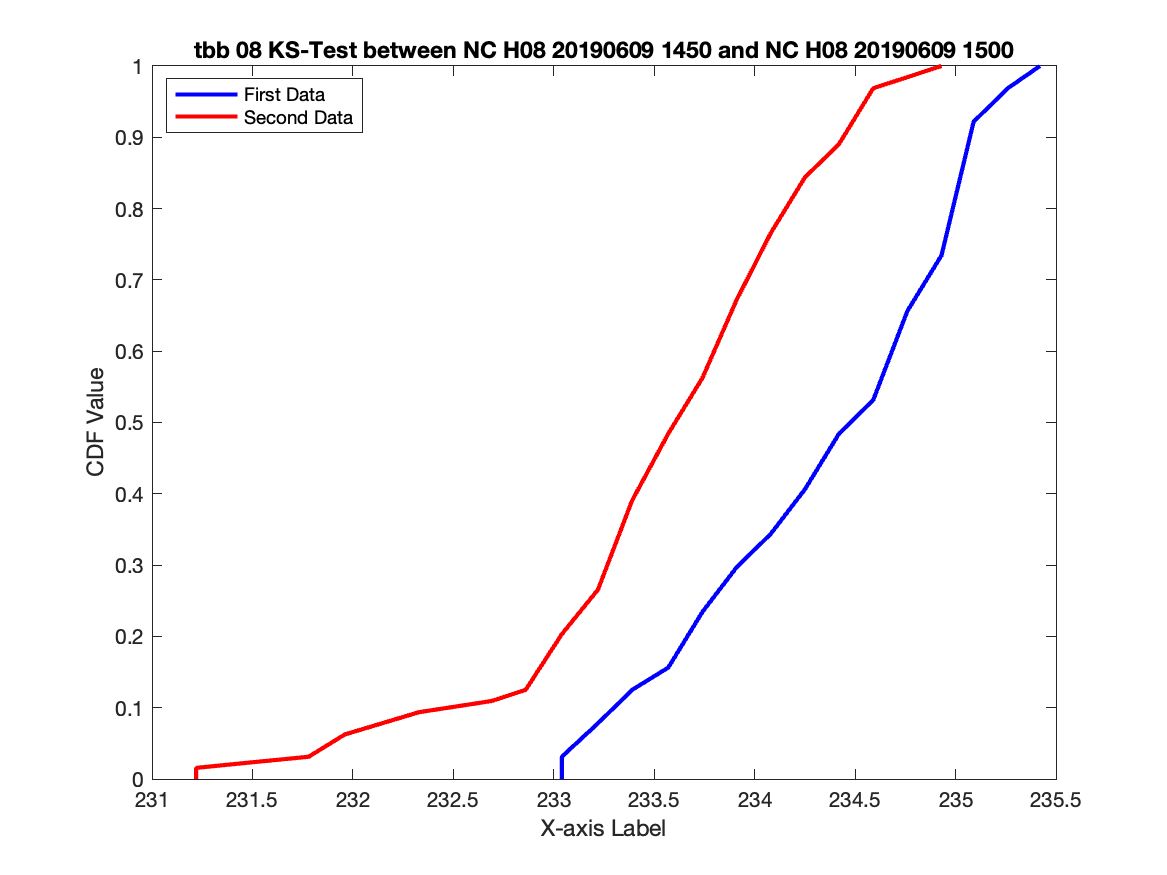 tbb 08 KS-Test between NC H08 20190609 1450 and NC H08 20190609 1500
First Data
Second Data
1
0.9
0.8
0.7
0.6
0.5
0.4
0.3
0.2
0.1
0
CDF Value
231 231.5 232 232.5 233 233.5 234 234.5 235 235.5
X-axis Label